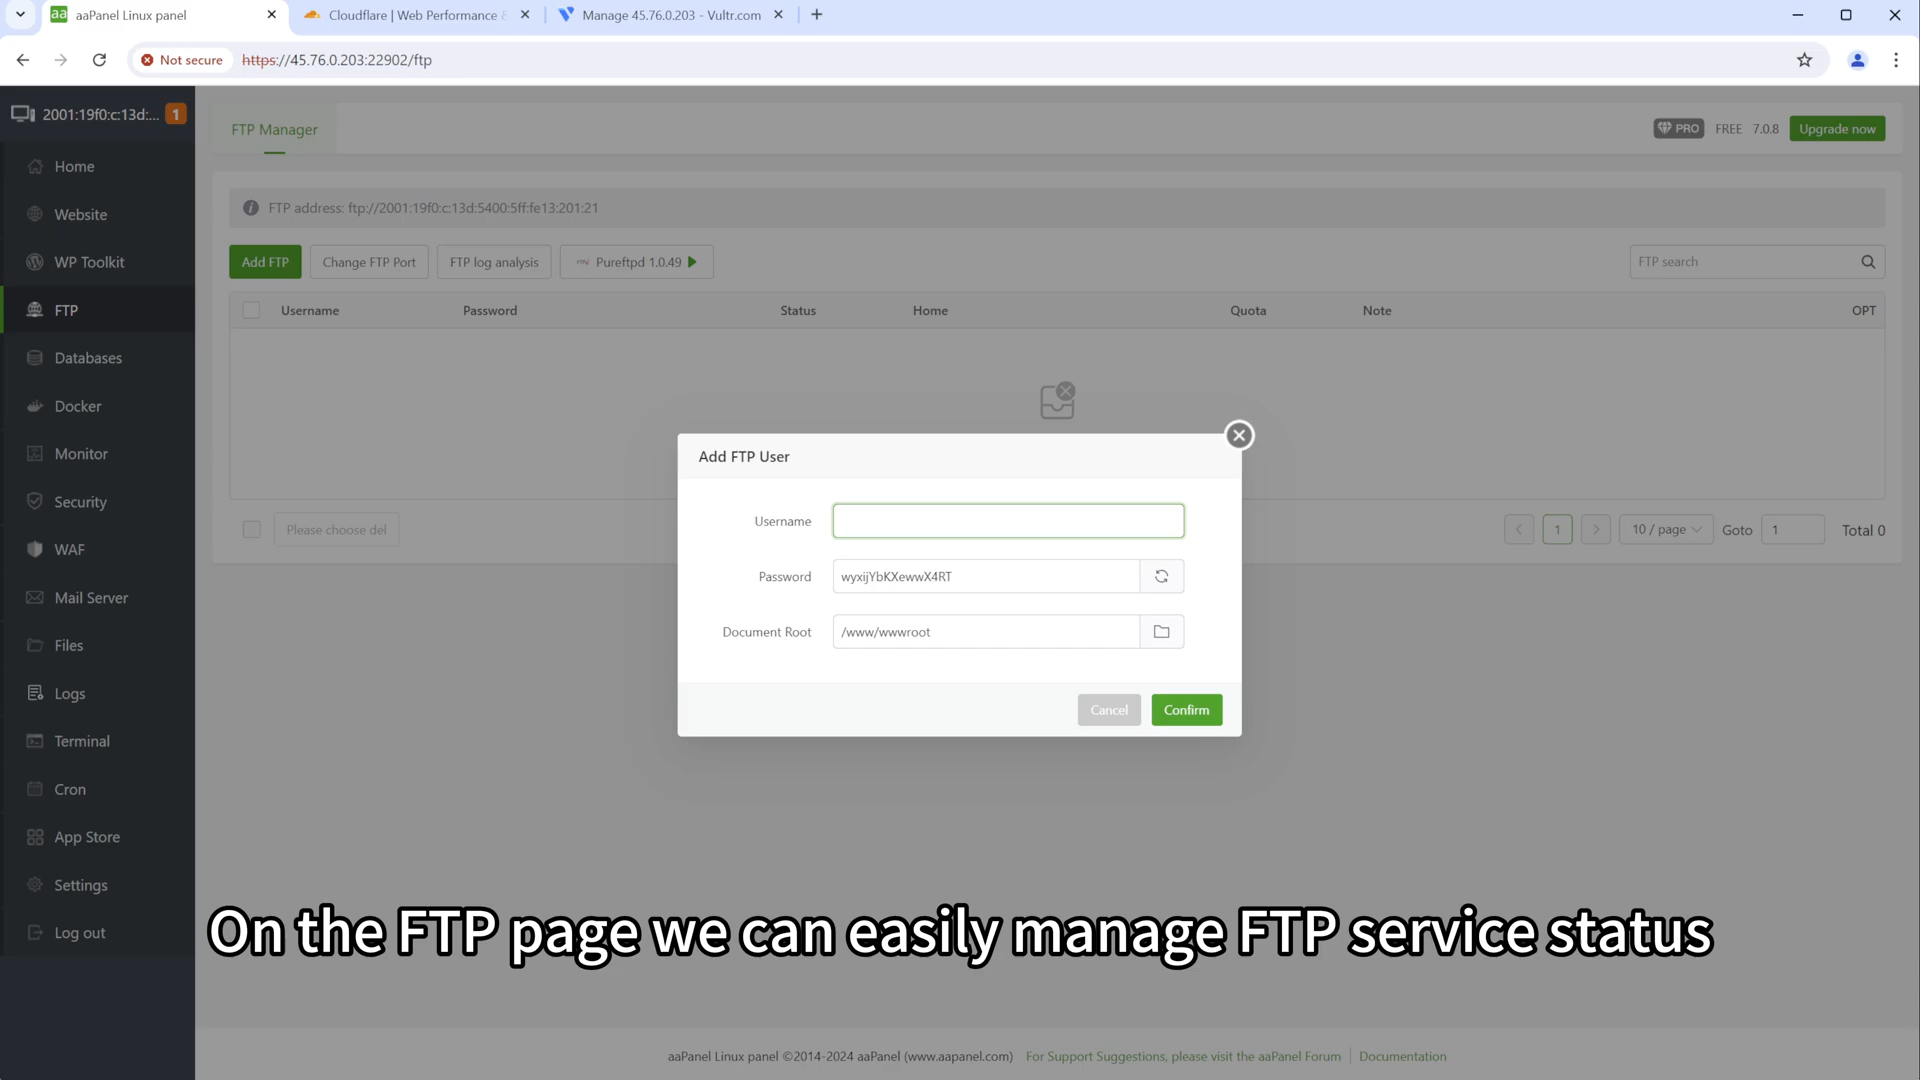 aaPanel Linux panel
Cloudflare | Web Performance &
Manage 45.76.0.203 - Vultr.com
Not secure
https://45.76.0.203:22902/ftp
2001:19f0:c:13d:...
1
FTP Manager
PRO
FREE
7.0.8
Upgrade now
Home
Website
WP Toolkit
FTP
Databases
Docker
Monitor
Security
WAF
Mail Server
Files
Logs
Terminal
Cron
App Store
Settings
Log out
FTP address: ftp://2001:19f0:c:13d:5400:5ff:fe13:201:21
Add FTP
Change FTP Port
FTP log analysis
Pureftpd 1.0.49
FTP search
Username
Password
Status
Home
Quota
Note
OPT
Please choose del
1
10 / page
Goto
1
Total 0
Add FTP User
Username
Password
wyxijYbKXewwX4RT
Document Root
/www/wwwroot
Cancel
Confirm
On the FTP page we can easily manage FTP service status
aaPanel Linux panel ©2014-2024 aaPanel (www.aapanel.com)
For Support Suggestions, please visit the aaPanel Forum
Documentation